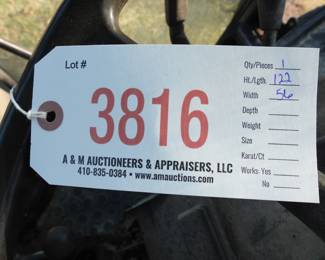 Lot #
3816
A & M AUCTIONEERS & APPRAISERS, LLC
410-835-0384 • www.amauctions.com
Qty/Pieces 1
Ht./Lgth. 122
Width 56
Depth
Weight
Size
Karat/Ct
Works: Yes
No